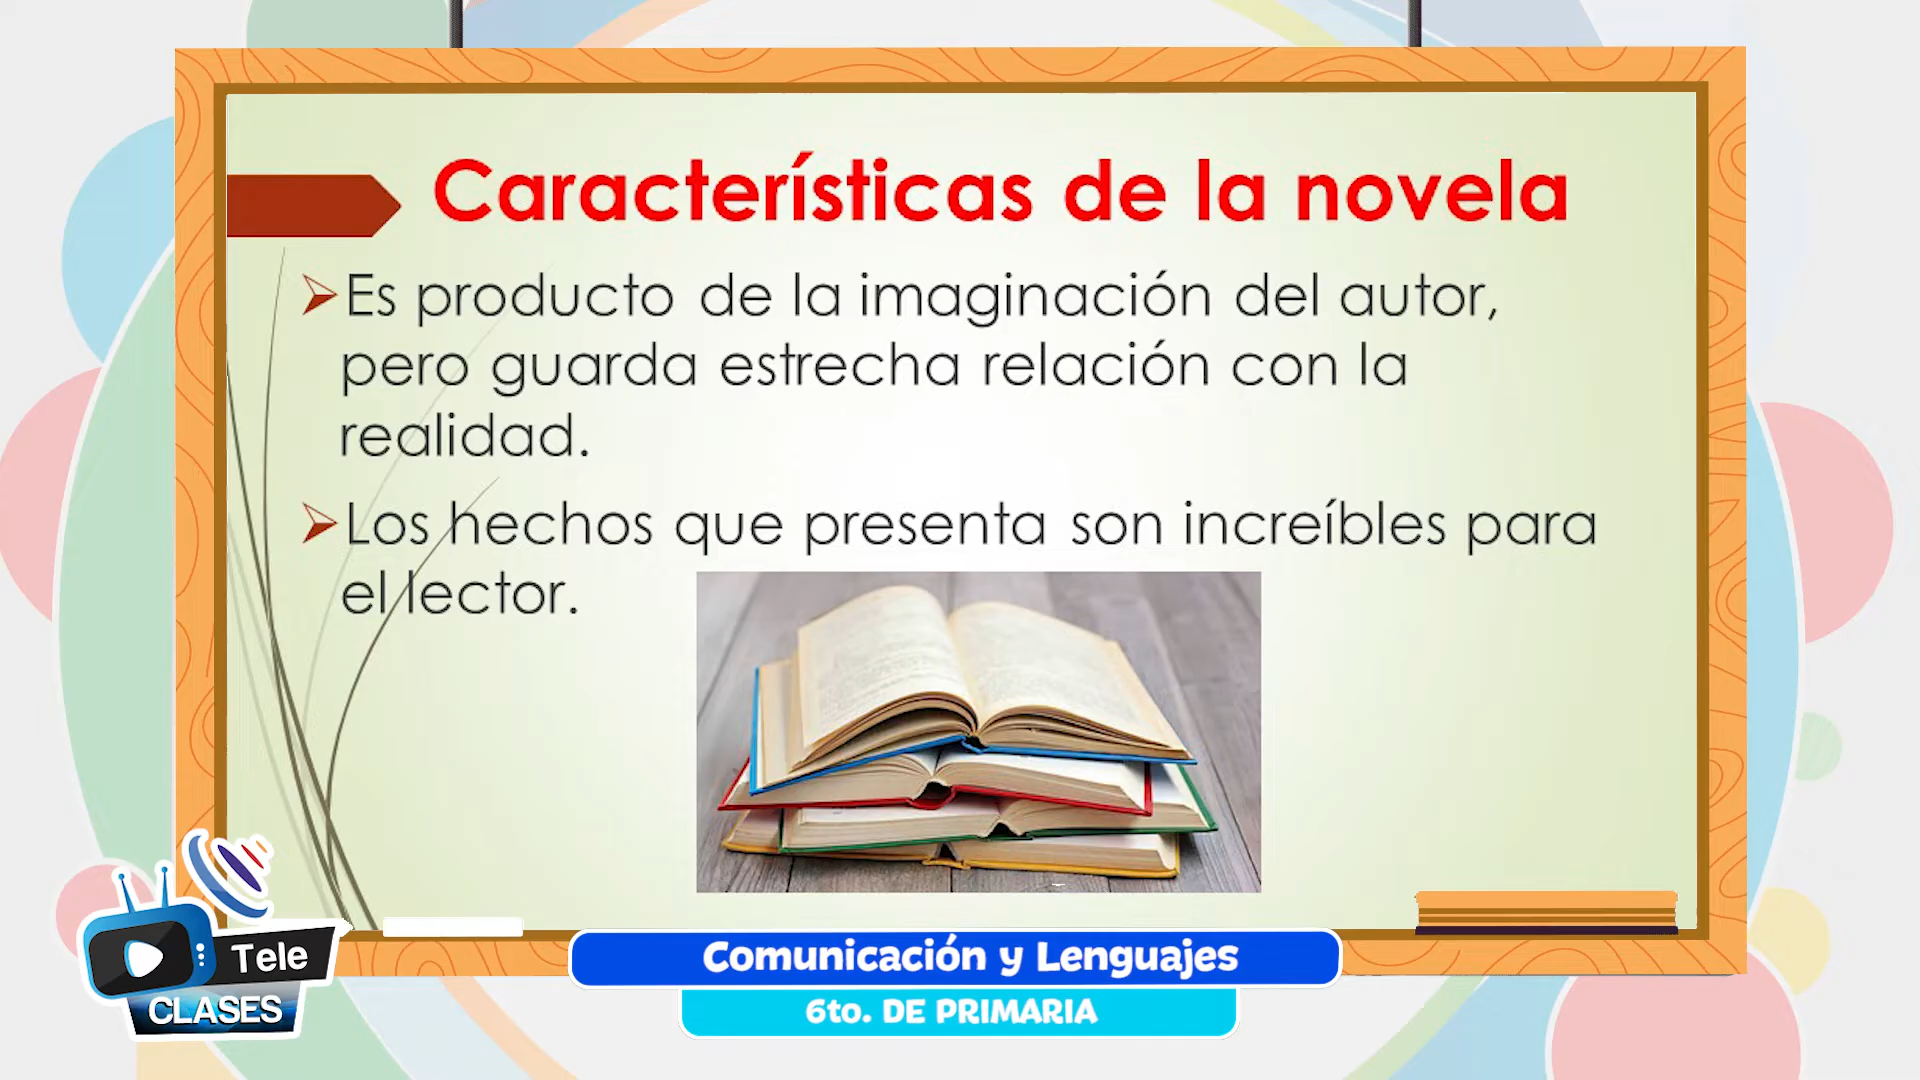 Características de la novela
Es producto de la imaginación del autor,
pero guarda estrecha relación con la
realidad.
Los hechos que presenta son increíbles para
el lector.
Tele
CLASES
Comunicación y Lenguajes
6to. DE PRIMARIA